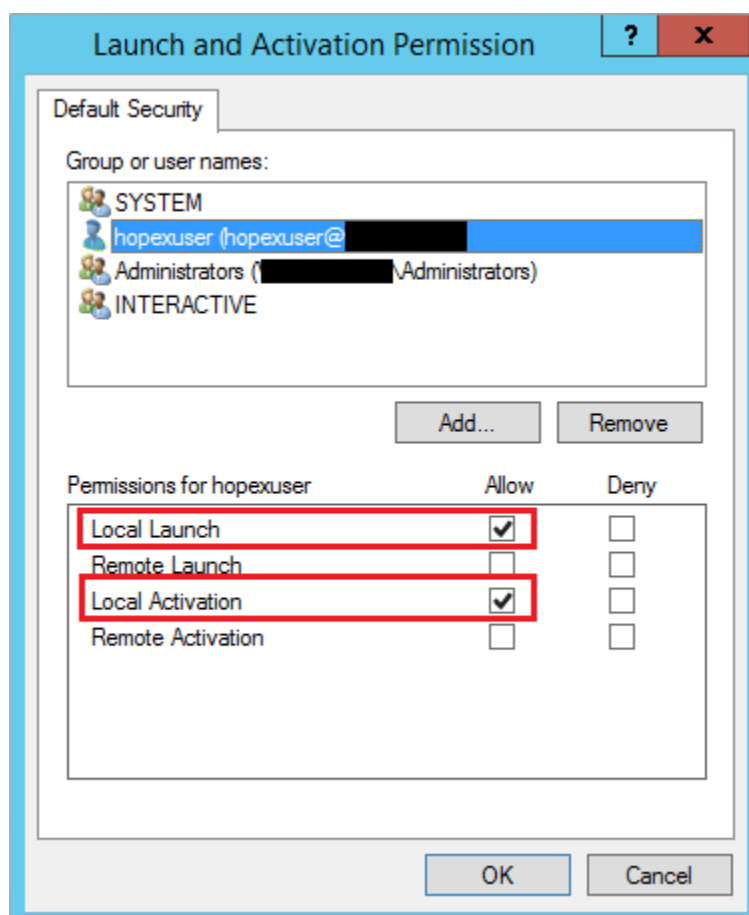 Launch and Activation Permission ? x
Default Security
Group or user names:
SYSTEM
hopexuser (hopexuser@
Administrators (\Administrators)
INTERACTIVE
Add... Remove
Permissions for hopexuser Allow Deny
Local Launch
Remote Launch
Local Activation
Remote Activation
OK Cancel